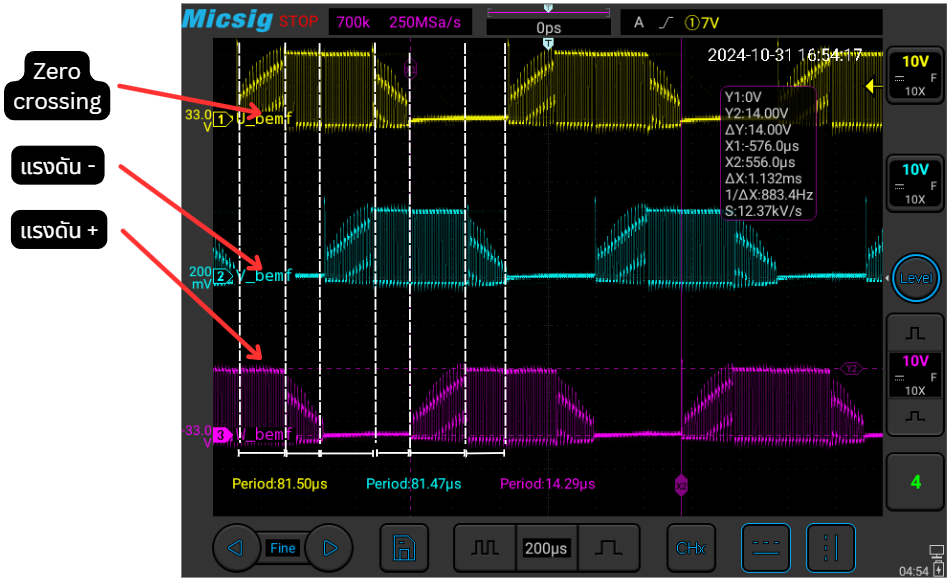 Micsig STOP 700k 250MSa/s 0ps A ①7V
T
2024-10-31 16:54:17
Zero
crossing
แรงดัน -
แรงดัน +
33.0
V
1
U_bemf
200
mV
2
V_bemf
-33.0
V
3
W_bemf
Y1:0V
Y2:14.00V
ΔY:14.00V
X1:-576.0μs
X2:556.0μs
ΔX:1.132ms
1/ΔX:883.4Hz
S:12.37kV/s
Y2
X2
Period:81.50μs Period:81.47μs Period:14.29μs
10V
F
10X
10V
F
10X
Level
10V
F
10X
4
Fine
200μs
CHx
04:54